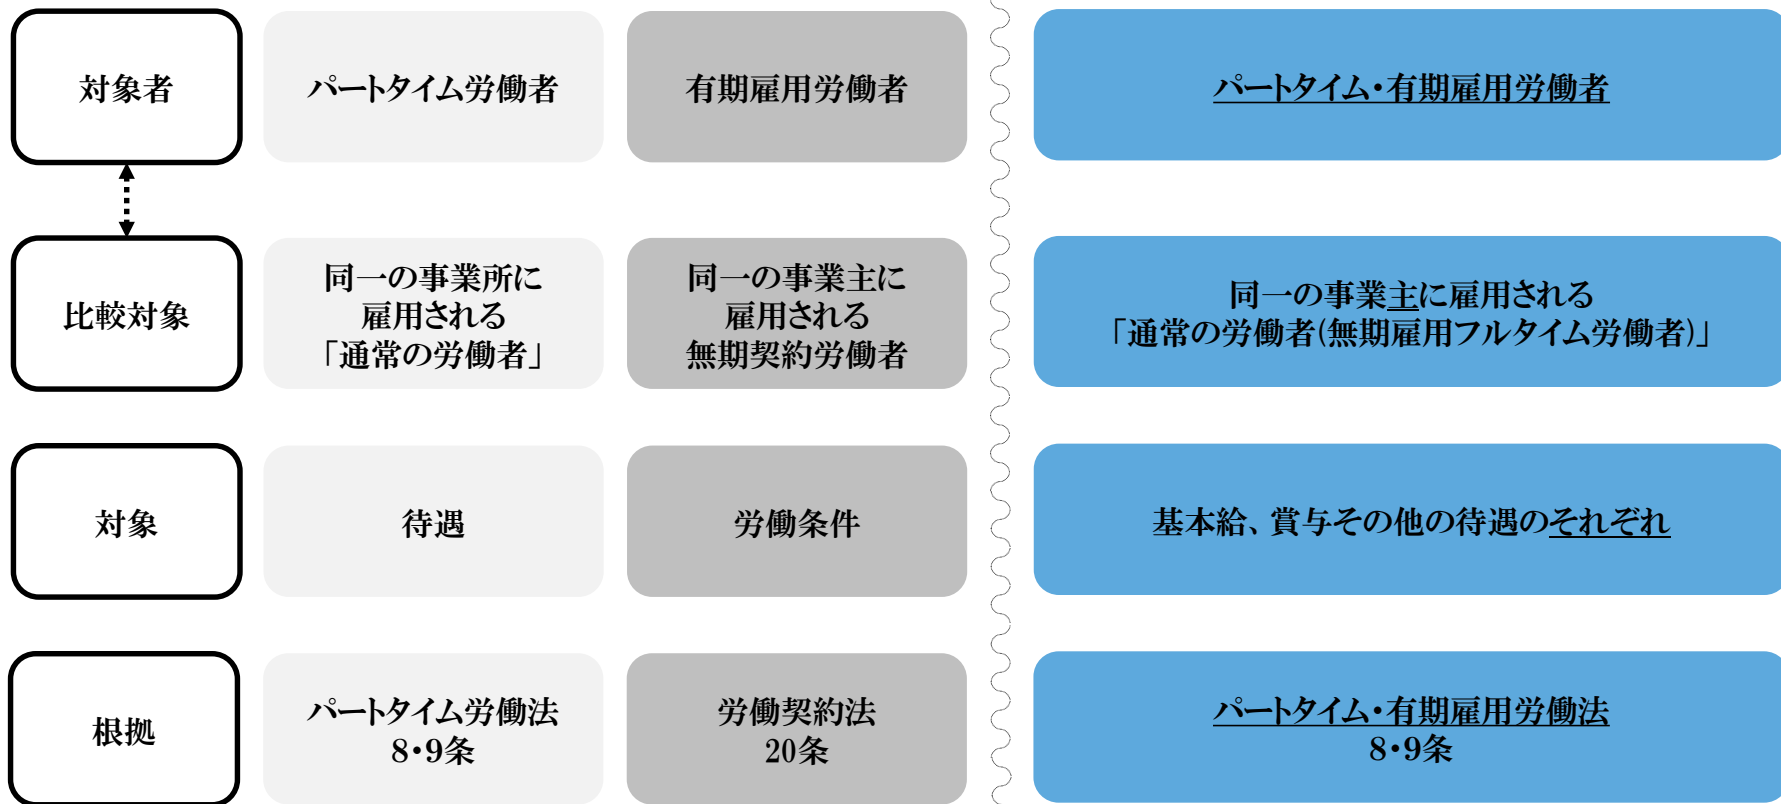 対象者
パートタイム労働者
有期雇用労働者
パートタイム・有期雇用労働者
比較対象
同一の事業所に
雇用される
「通常の労働者」
同一の事業主に
雇用される
無期契約労働者
同一の事業主に雇用される
「通常の労働者(無期雇用フルタイム労働者)」
対象
待遇
労働条件
基本給、賞与その他の待遇のそれぞれ
根拠
パートタイム労働法
8・9条
労働契約法
20条
パートタイム・有期雇用労働法
8・9条